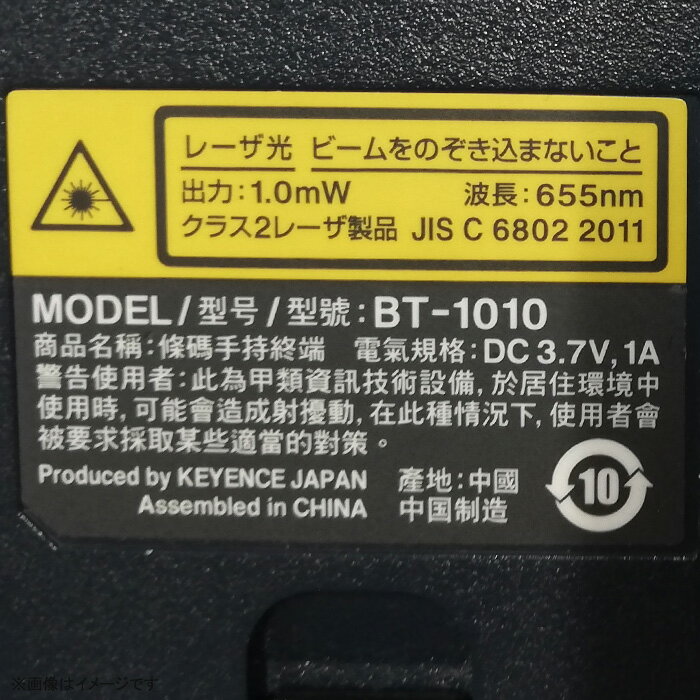 レーザ光 ビームをのぞき込まないこと
出力:1.0mW 波長:655nm
クラス2レーザ製品 JIS C 6802 2011
MODEL/型号/型號:BT-1010
商品名稱:條碼手持終端 電氣規格:DC 3.7V, 1A
警告使用者:此為甲類資訊技術設備,於居住環境中
使用時,可能會造成射擾動,在此種情況下,使用者會
被要求採取某些適當的對策。
Produced by KEYENCE JAPAN 產地:中國
Assembled in CHINA 中国制造
10
※画像はイメージです